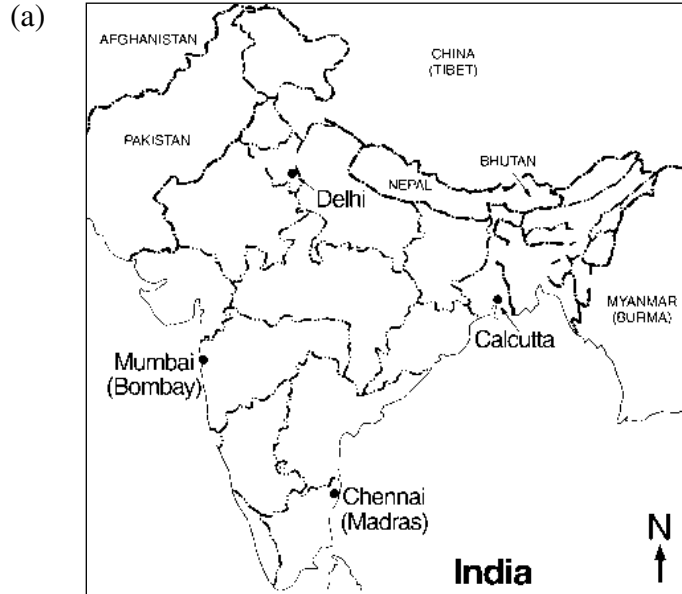 (a)
AFGHANISTAN
CHINA
(TIBET)
PAKISTAN
BHUTAN
NEPAL
Delhi
MYANMAR
(BURMA)
Calcutta
Mumbai
(Bombay)
Chennai
(Madras)
N
India